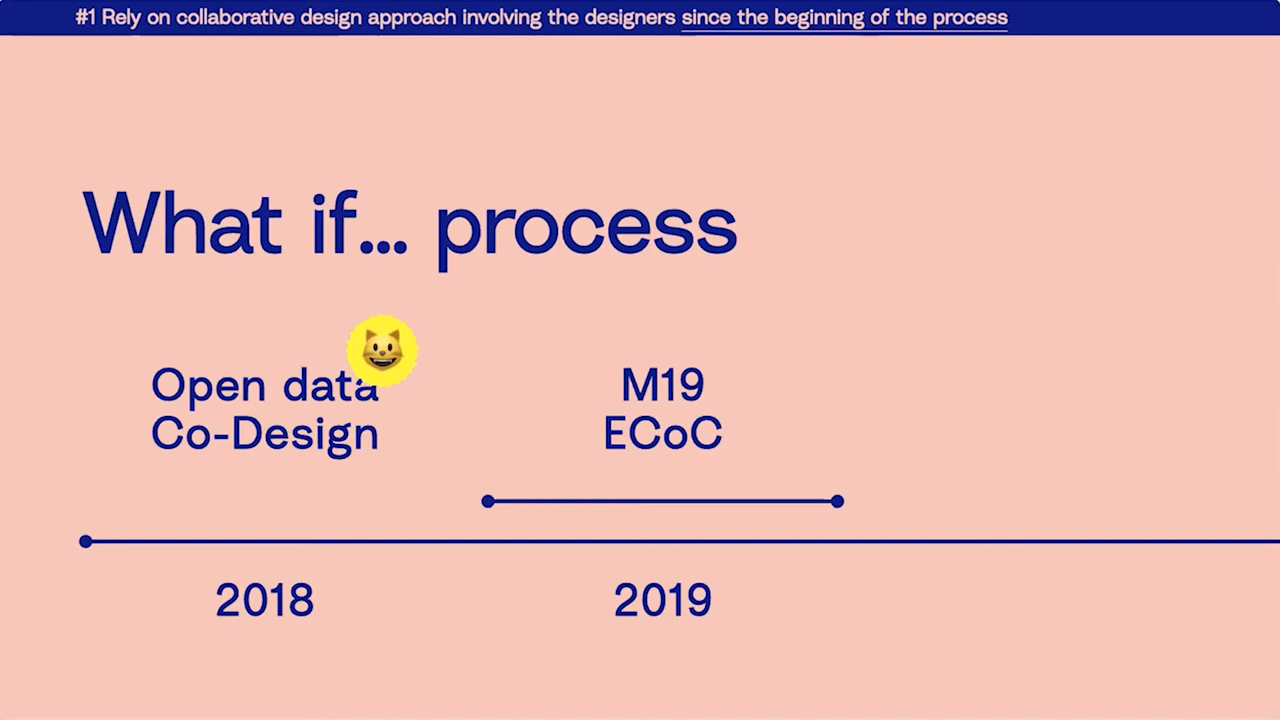 #1 Rely on collaborative design approach involving the designers since the beginning of the process
What if... process
Open data
Co-Design
M19
ECoC
2018
2019